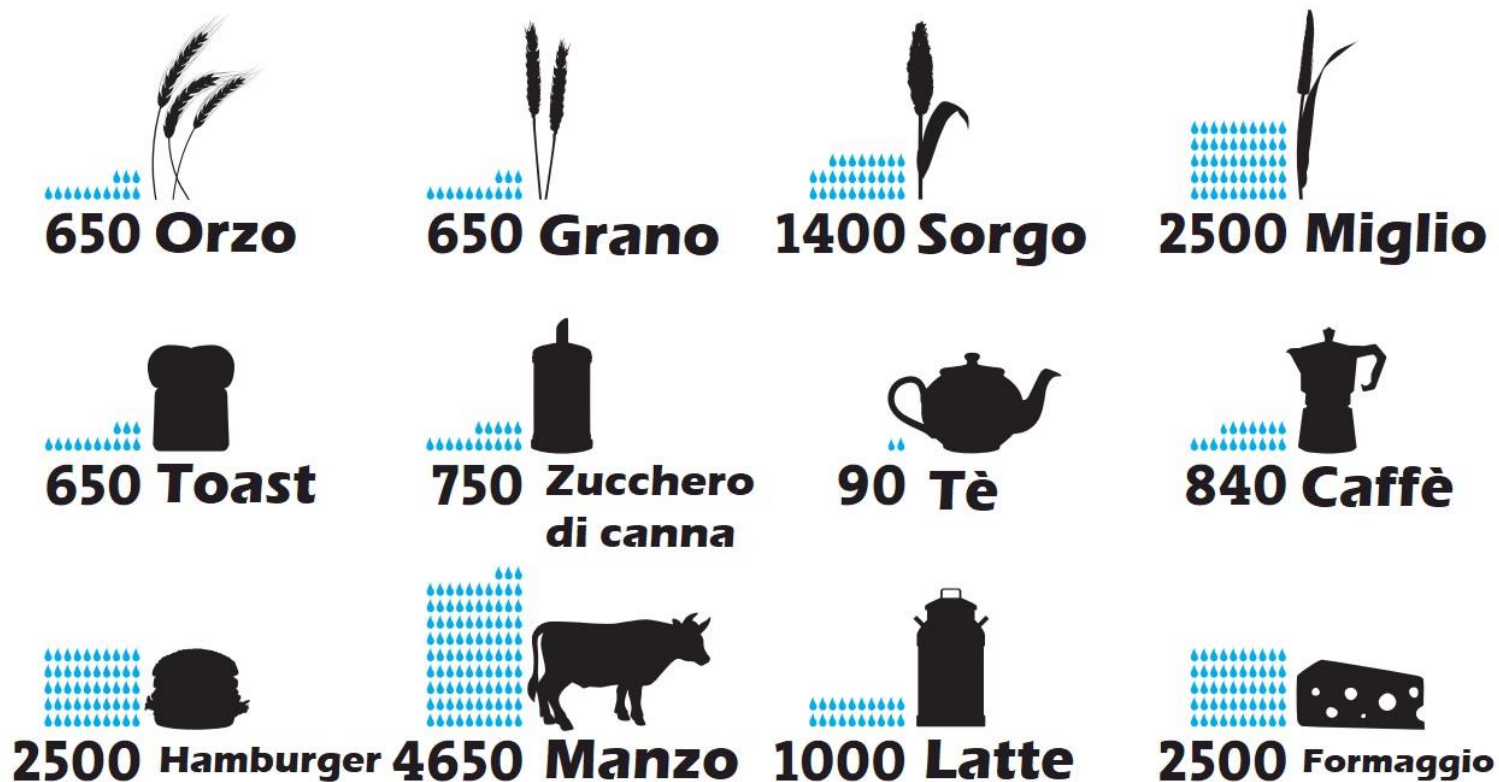 650 Orzo
650 Grano
1400 Sorgo
2500 Miglio
650 Toast
750 Zucchero
di canna
90 Tè
840 Caffè
2500 Hamburger
4650 Manzo
1000 Latte
2500 Formaggio